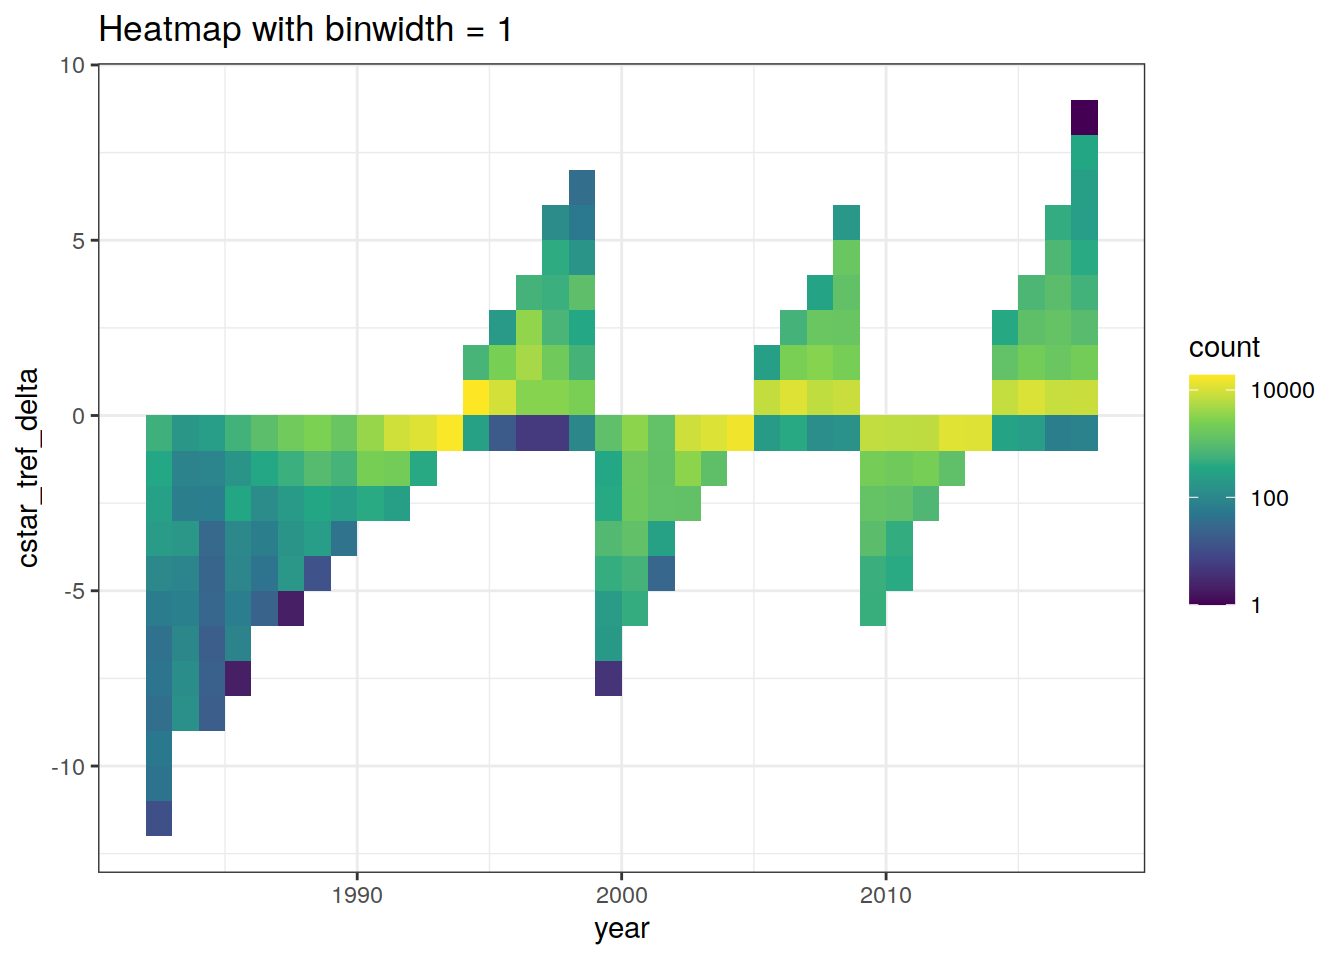 Heatmap with binwidth = 1
10
5
0
-5
-10
cstar_tref_delta
1990
2000
2010
year
count
10000
100
1